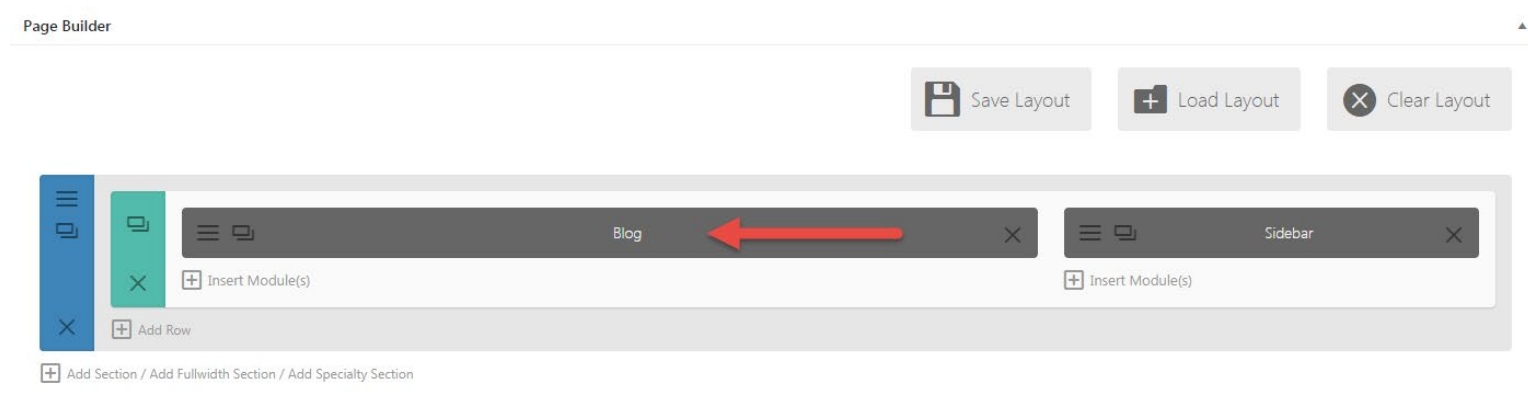 Page Builder
Save Layout
Load Layout
Clear Layout
Blog
Sidebar
Insert Module(s)
Insert Module(s)
Add Row
Add Section / Add Fullwidth Section / Add Specialty Section